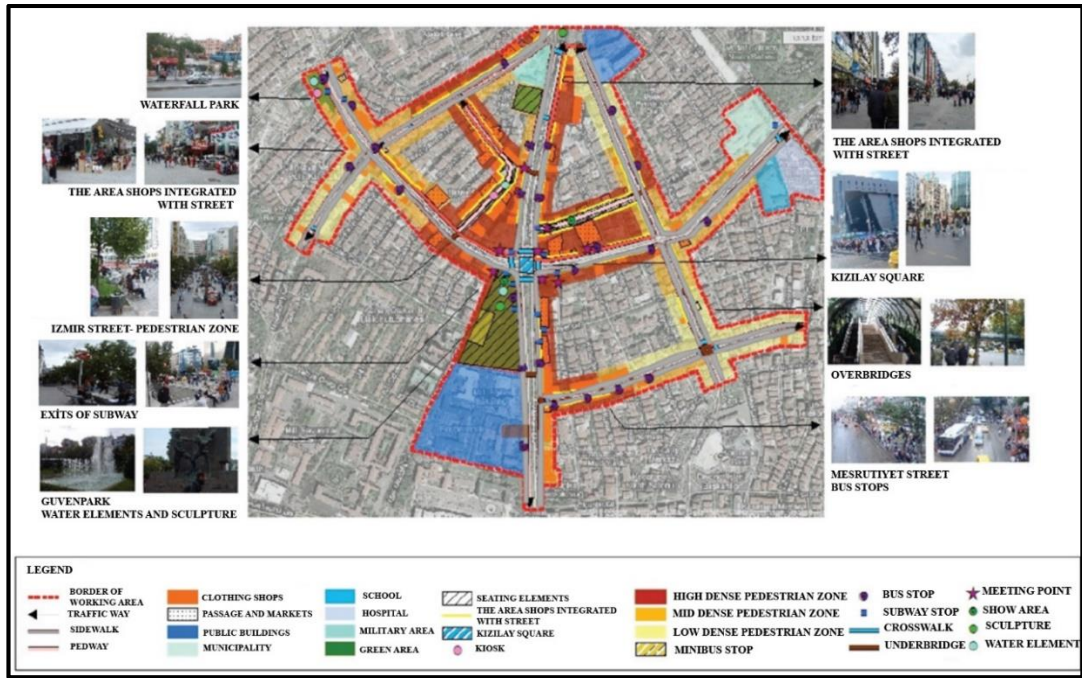 WATERFALL PARK
THE AREA SHOPS INTEGRATED
WITH STREET
IZMIR STREET- PEDESTRIAN ZONE
EXİTS OF SUBWAY
GUVENPARK
WATER ELEMENTS AND SCULPTURE
THE AREA SHOPS INTEGRATED
WITH STREET
KIZILAY SQUARE
OVERBRIDGES
MESRUTIYET STREET
BUS STOPS
LEGEND
BORDER OF
WORKING AREA
TRAFFIC WAY
SIDEWALK
PEDWAY
CLOTHING SHOPS
PASSAGE AND MARKETS
PUBLIC BUILDINGS
MUNICIPALITY
SCHOOL
HOSPITAL
MILITARY AREA
GREEN AREA
SEATING ELEMENTS
THE AREA SHOPS INTEGRATED
WITH STREET
KIZILAY SQUARE
KIOSK
HIGH DENSE PEDESTRIAN ZONE
MID DENSE PEDESTRIAN ZONE
LOW DENSE PEDESTRIAN ZONE
MINIBUS STOP
BUS STOP
SUBWAY STOP
CROSSWALK
UNDERBRIDGE
MEETING POINT
SHOW AREA
SCULPTURE
WATER ELEMENT